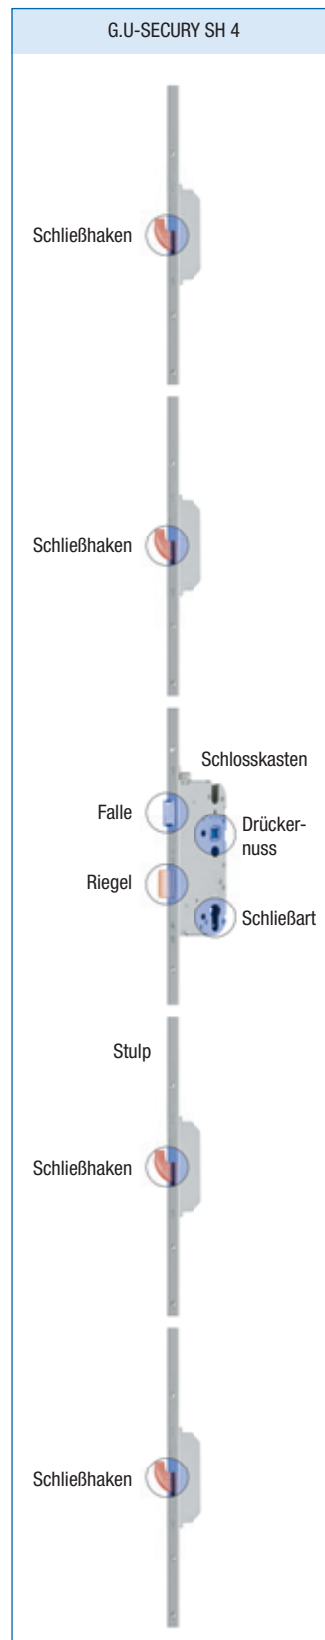 G.U-SECURY SH 4
Schließhaken
Schließhaken
Schlosskasten
Falle
Drücker-
nuss
Riegel
Schließart
Stulp
Schließhaken
Schließhaken